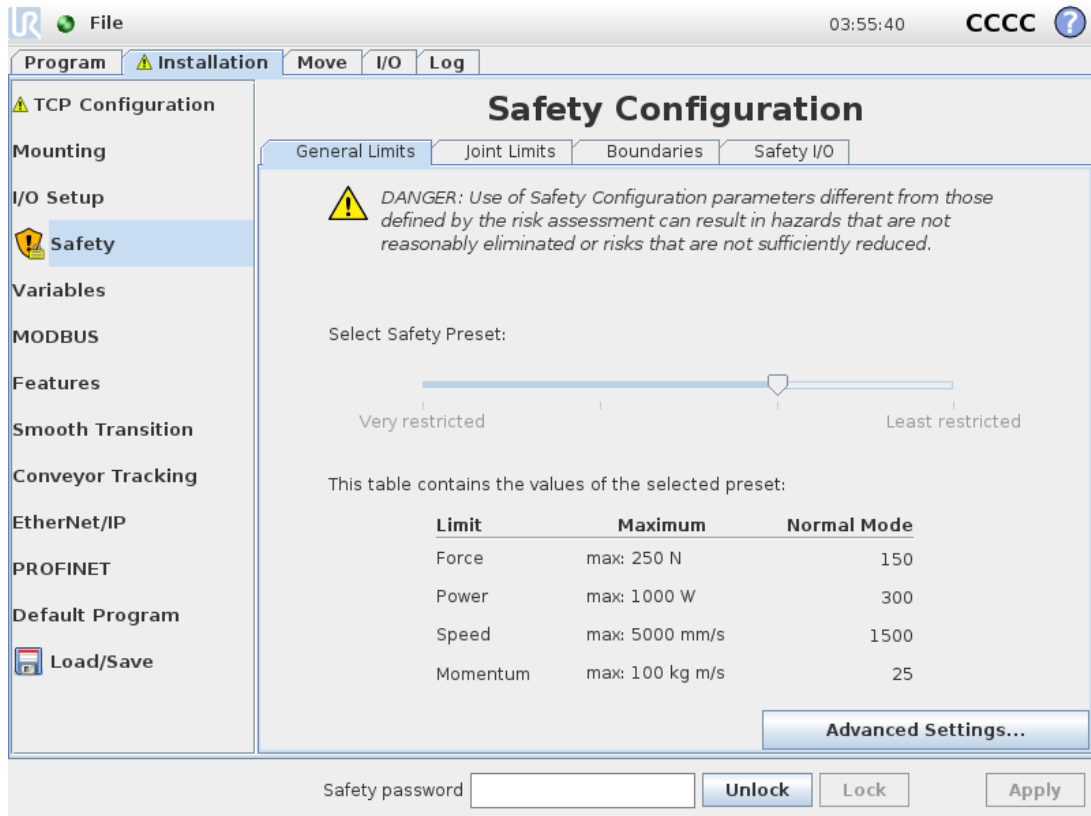 UR File 03:55:40 CCCC ?
Program Installation Move I/O Log
TCP Configuration
Mounting
I/O Setup
Safety
Variables
MODBUS
Features
Smooth Transition
Conveyor Tracking
EtherNet/IP
PROFINET
Default Program
Load/Save
Safety Configuration
General Limits Joint Limits Boundaries Safety I/O
DANGER: Use of Safety Configuration parameters different from those
defined by the risk assessment can result in hazards that are not
reasonably eliminated or risks that are not sufficiently reduced.
Select Safety Preset:
Very restricted Least restricted
This table contains the values of the selected preset:
Limit Maximum Normal Mode
Force max: 250 N 150
Power max: 1000 W 300
Speed max: 5000 mm/s 1500
Momentum max: 100 kg m/s 25
Advanced Settings...
Safety password Unlock Lock Apply